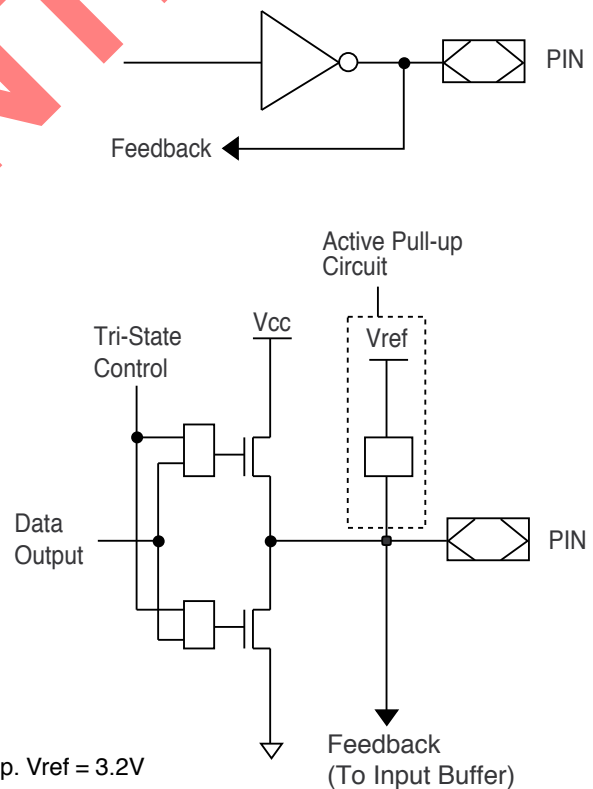 PIN
Feedback
Active Pull-up
Circuit
Vcc
Vref
Tri-State
Control
Data
Output
PIN
Feedback
(To Input Buffer)
p. Vref = 3.2V